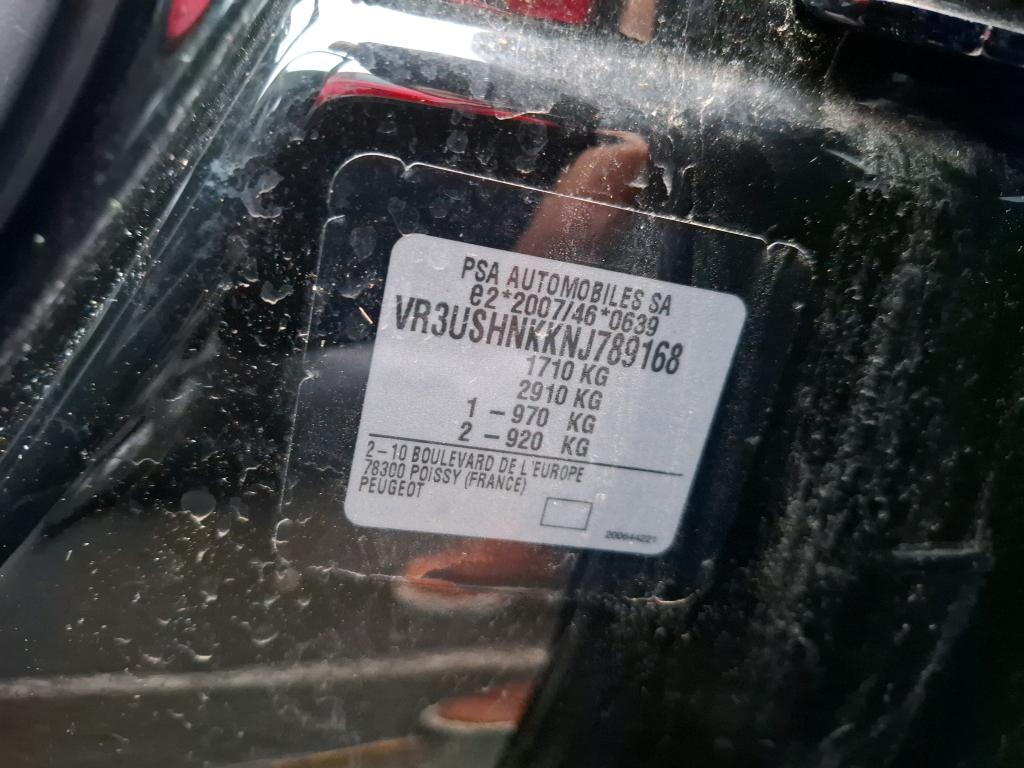 PSA AUTOMOBILES SA
e2*2007/46*0639
VR3USHNKKNJ789168
1710 KG
2910 KG
1 – 970 KG
2 – 920 KG
2 – 10 BOULEVARD DE L'EUROPE
78300 POISSY (FRANCE)
PEUGEOT
200644221